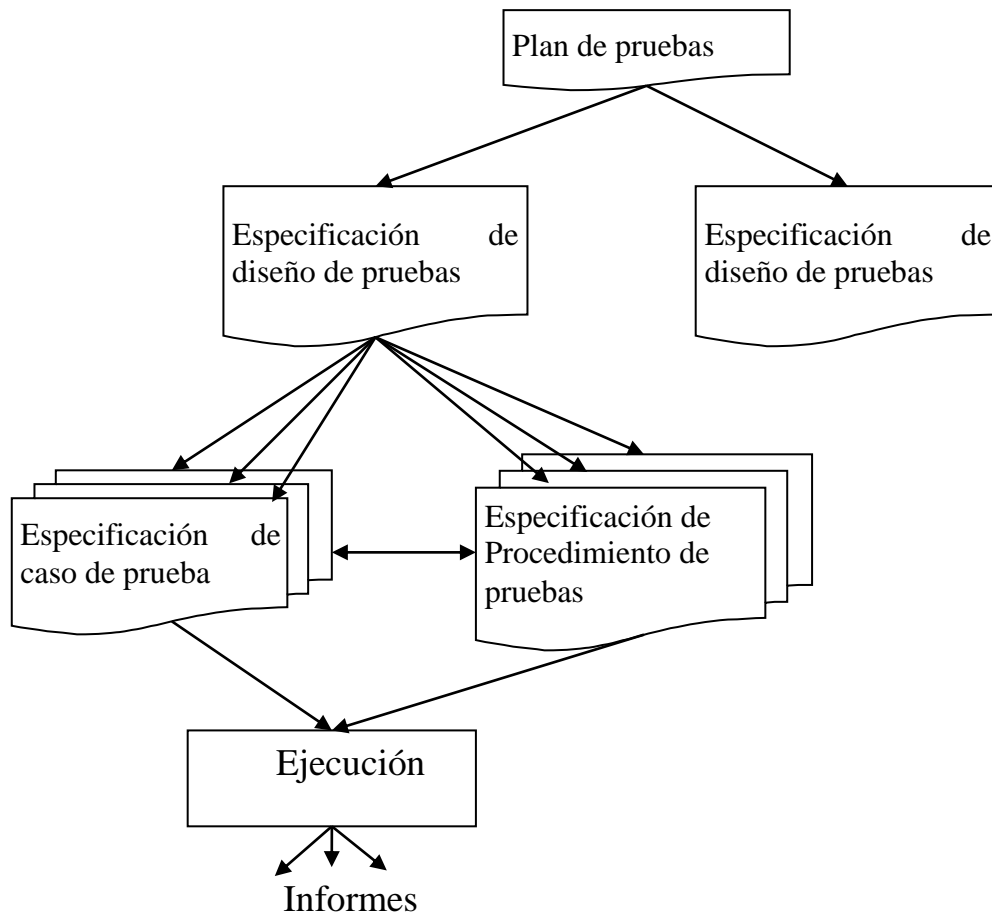 Plan de pruebas
Especificación de
diseño de pruebas
Especificación de
diseño de pruebas
Especificación de
caso de prueba
Especificación de
Procedimiento de
pruebas
Ejecución
Informes